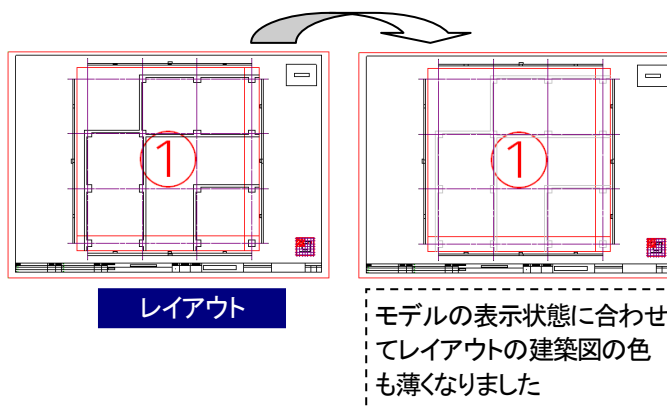 1
1
レイアウト
モデルの表示状態に合わせ
てレイアウトの建築図の色
も薄くなりました